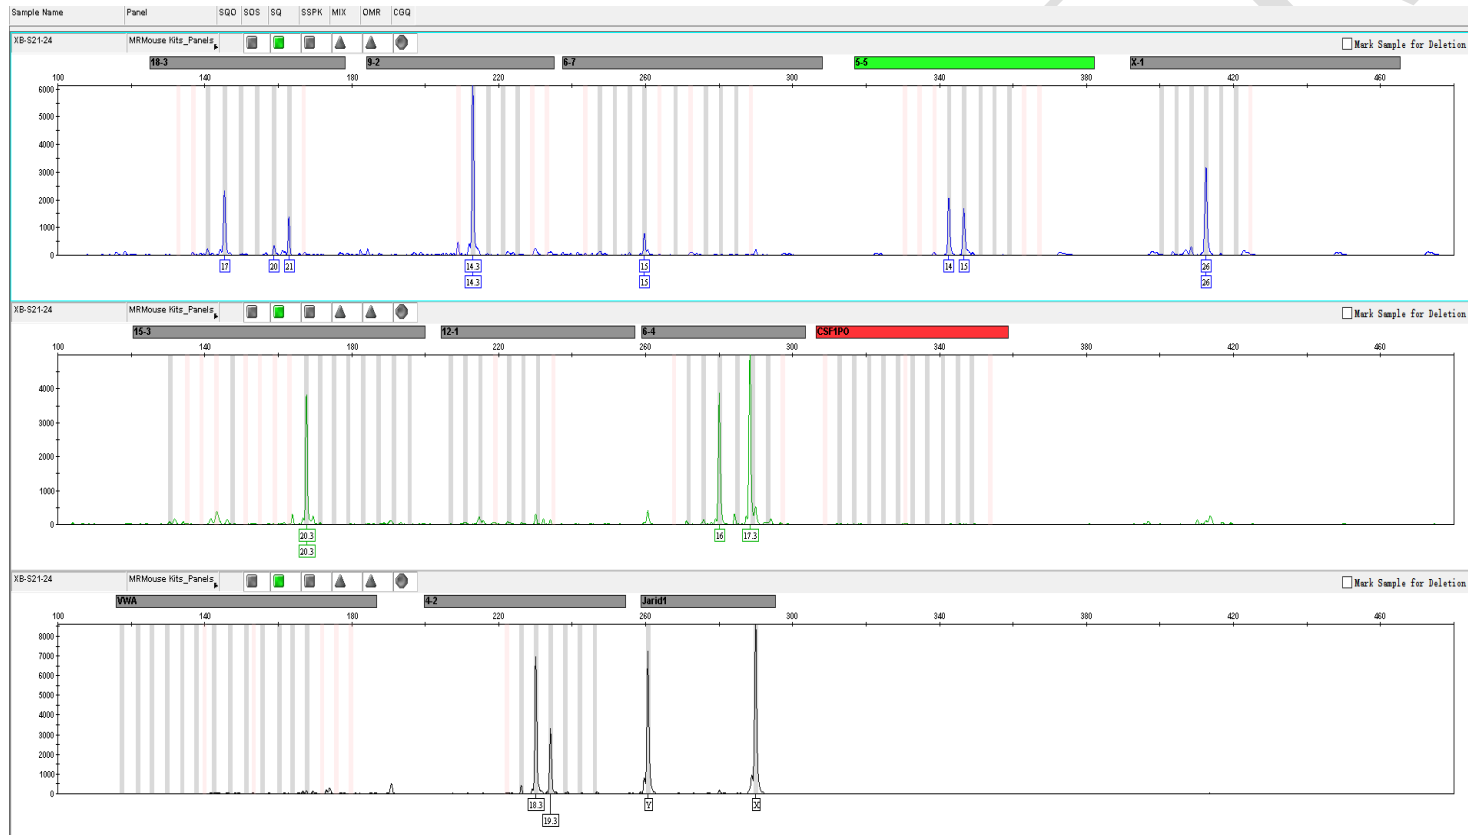 Sample Name Panel SQO SOS SQ SSPK MIX OMR CGQ
XB-S21-24 MRMouse Kits_Panels Mark Sample for Deletion
18-3 9-2 6-7 5-5 X-1
100 140 180 220 260 300 340 380 420 460
6000
5000
4000
3000
2000
1000
0
17 20 21 14.3 15 14 15 26
14.3 15 26
XB-S21-24 MRMouse Kits_Panels Mark Sample for Deletion
15-3 12-1 6-4 CSF1PO
100 140 180 220 260 300 340 380 420 460
4000
3000
2000
1000
0
20.3 16 17.3
20.3
XB-S21-24 MRMouse Kits_Panels Mark Sample for Deletion
VWA 4-2 Jarid1
100 140 180 220 260 300 340 380 420 460
8000
7000
6000
5000
4000
3000
2000
1000
0
18.3 Y X
19.3